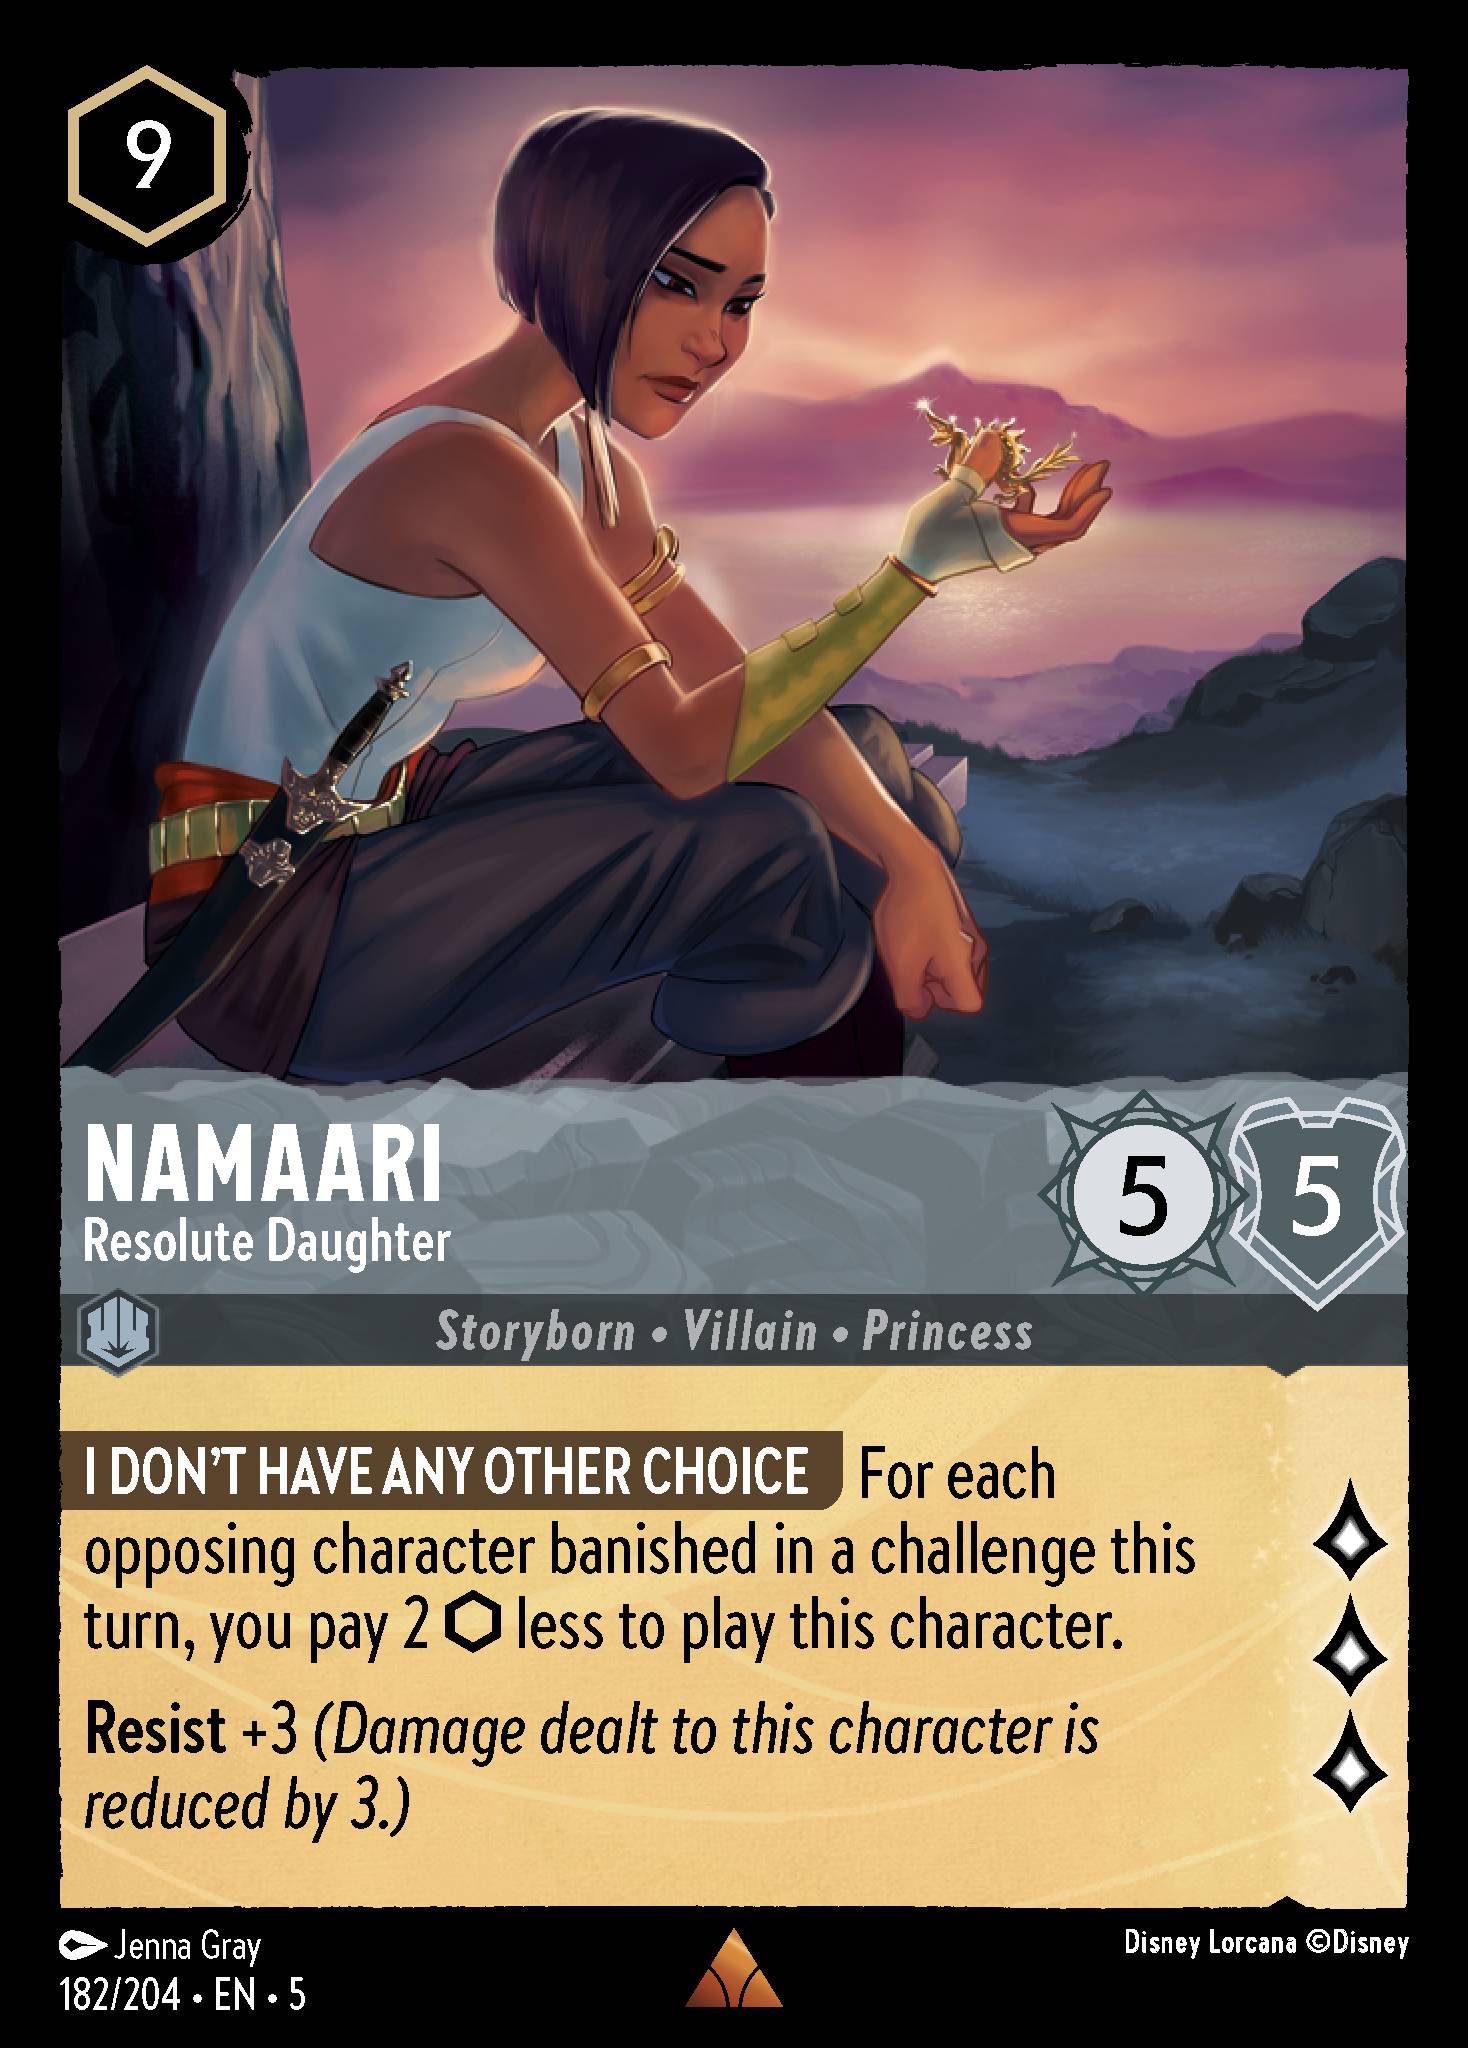 9
NAMAARI
Resolute Daughter
5 5
Storyborn • Villain • Princess
I DON'T HAVE ANY OTHER CHOICE For each
opposing character banished in a challenge this
turn, you pay 2 ⬡ less to play this character.
Resist +3 (Damage dealt to this character is
reduced by 3.)
Jenna Gray
Disney Lorcana ©Disney
182/204 • EN • 5